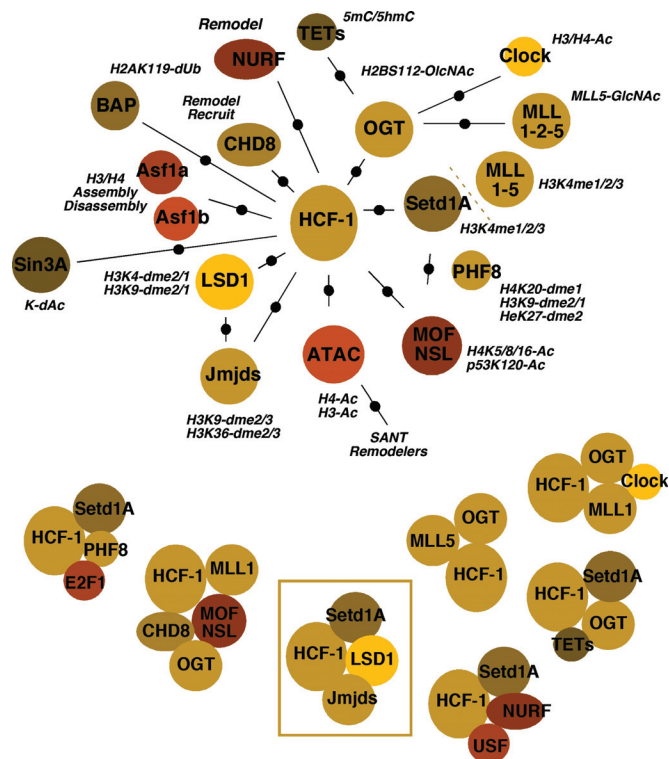 5mC/5hmC
TETs
Remodel
NURF
H3/H4-Ac
Clock
H2AK119-dUb
BAP
H2BS112-OlcNAc
MLL5-GlcNAc
MLL
1-2-5
Remodel
Recruit
CHD8
OGT
H3/H4
Assembly
Disassembly
Asf1a
Asf1b
HCF-1
Setd1A
H3K4me1/2/3
MLL
1-5
H3K4me1/2/3
Sin3A
K-dAc
H3K4-dme2/1
H3K9-dme2/1
LSD1
PHF8
H4K20-dme1
H3K9-dme2/1
HeK27-dme2
Jmjds
H3K9-dme2/3
H3K36-dme2/3
ATAC
H4-Ac
H3-Ac
SANT
Remodelers
MOF
NSL
H4K5/8/16-Ac
p53K120-Ac
Setd1A
HCF-1
PHF8
E2F1
HCF-1
MLL1
CHD8
MOF
NSL
OGT
Setd1A
HCF-1
LSD1
Jmjds
OGT
MLL5
HCF-1
OGT
HCF-1
Clock
MLL1
Setd1A
HCF-1
OGT
TETs
Setd1A
HCF-1
NURF
USF